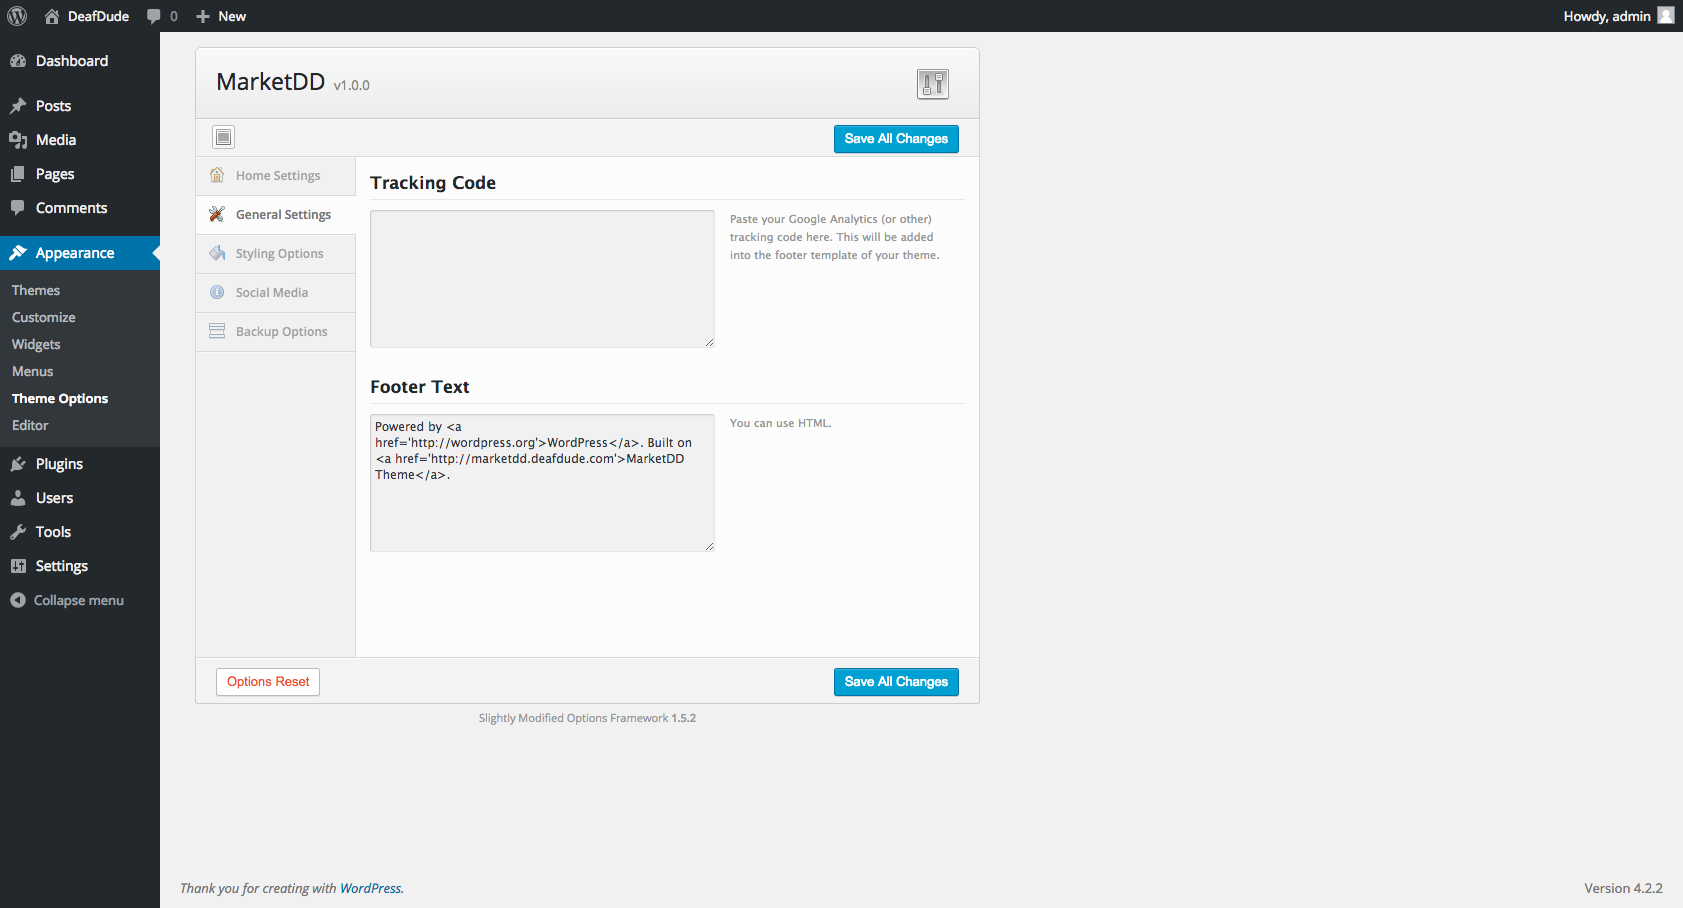 DeafDude 0 New Howdy, admin
Dashboard
Posts
Media
Pages
Comments
Appearance
Themes
Customize
Widgets
Menus
Theme Options
Editor
Plugins
Users
Tools
Settings
Collapse menu
MarketDD v1.0.0
Save All Changes
Home Settings
General Settings
Styling Options
Social Media
Backup Options
Tracking Code
Paste your Google Analytics (or other)
tracking code here. This will be added
into the footer template of your theme.
Footer Text
Powered by <a
href='http://wordpress.org'>WordPress</a>. Built on
<a href='http://marketdd.deafdude.com'>MarketDD
Theme</a>.
You can use HTML.
Options Reset
Save All Changes
Slightly Modified Options Framework 1.5.2
Thank you for creating with WordPress.
Version 4.2.2